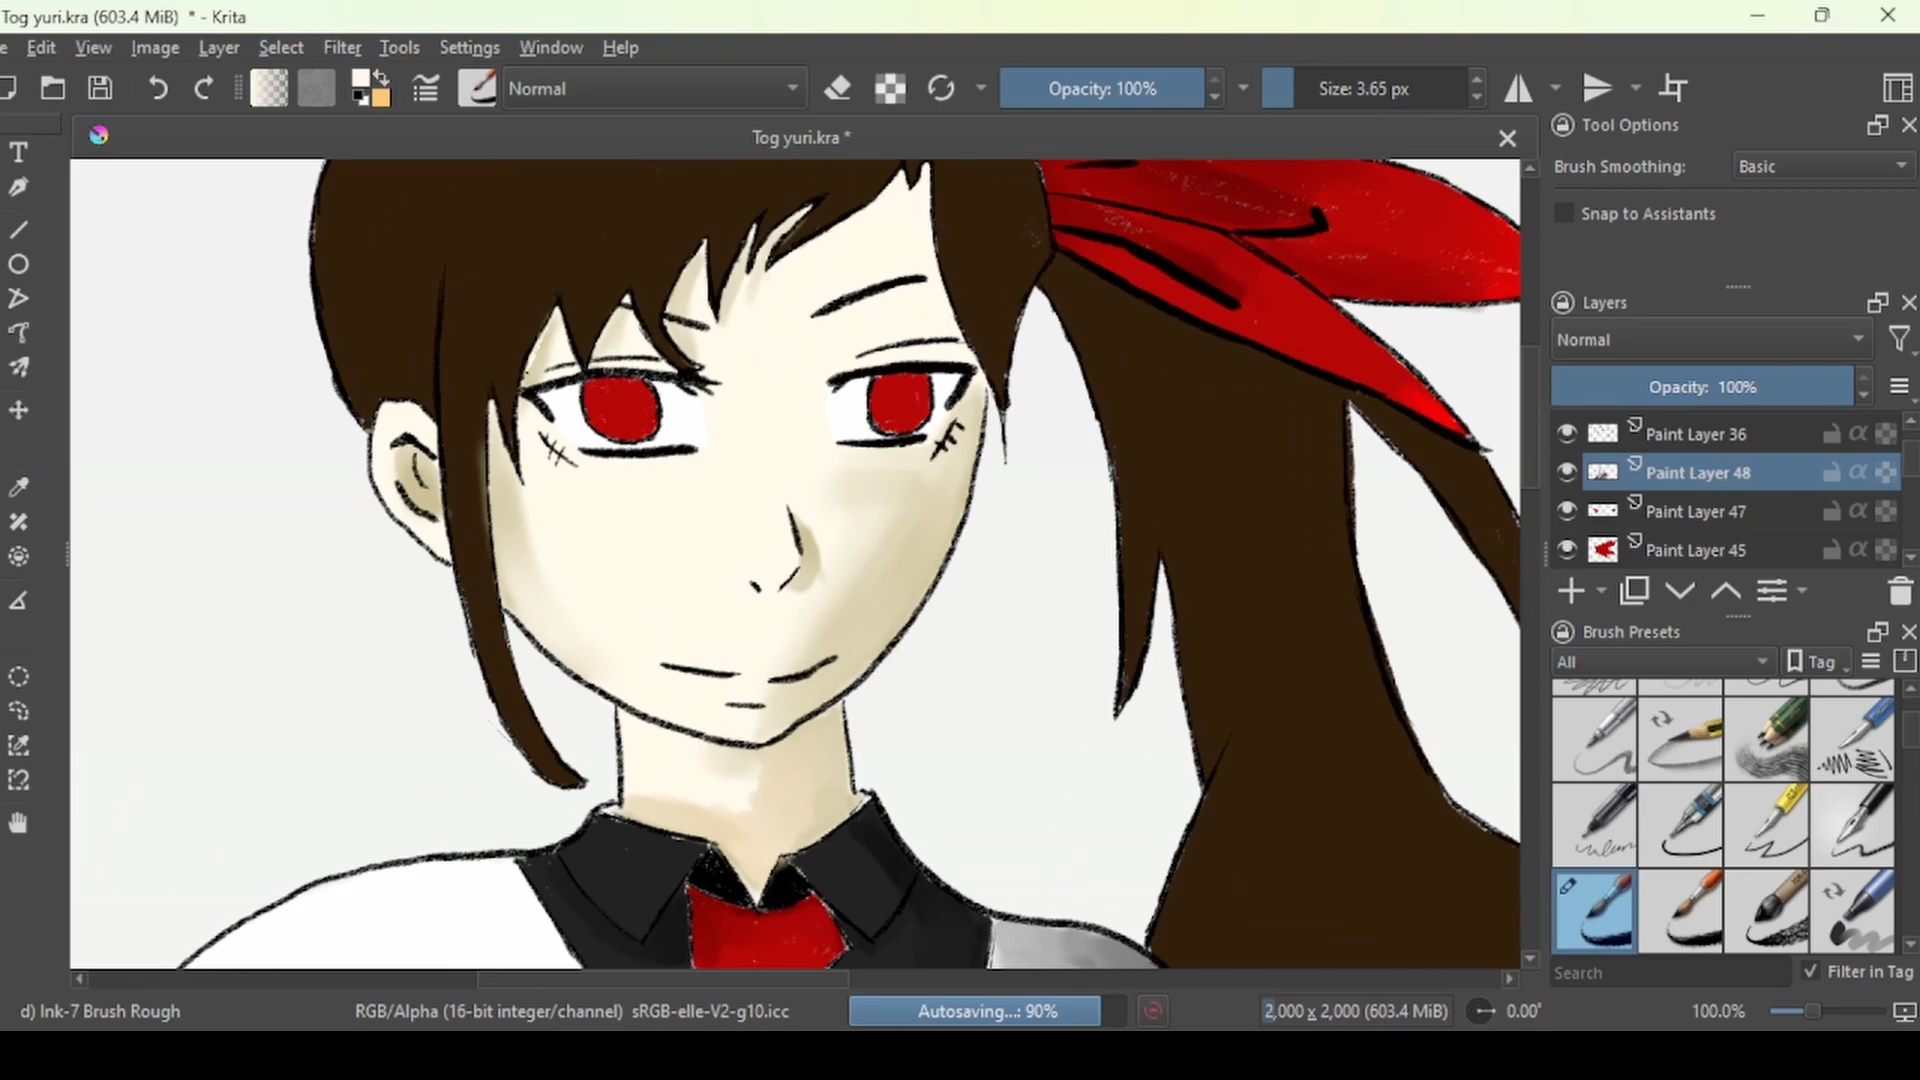 Tog yuri.kra (603.4 MiB) * - Krita
e Edit View Image Layer Select Filter Tools Settings Window Help
Normal
Opacity: 100%
Size: 3.65 px
Tog yuri.kra *
Tool Options
Brush Smoothing:
Basic
Snap to Assistants
Layers
Normal
Opacity: 100%
Paint Layer 36
Paint Layer 48
Paint Layer 47
Paint Layer 45
Brush Presets
All
Tag
Search
Filter in Tag
d) Ink-7 Brush Rough
RGB/Alpha (16-bit integer/channel) sRGB-elle-V2-g10.icc
Autosaving...: 90%
2,000 x 2,000 (603.4 MiB)
0.00°
100.0%